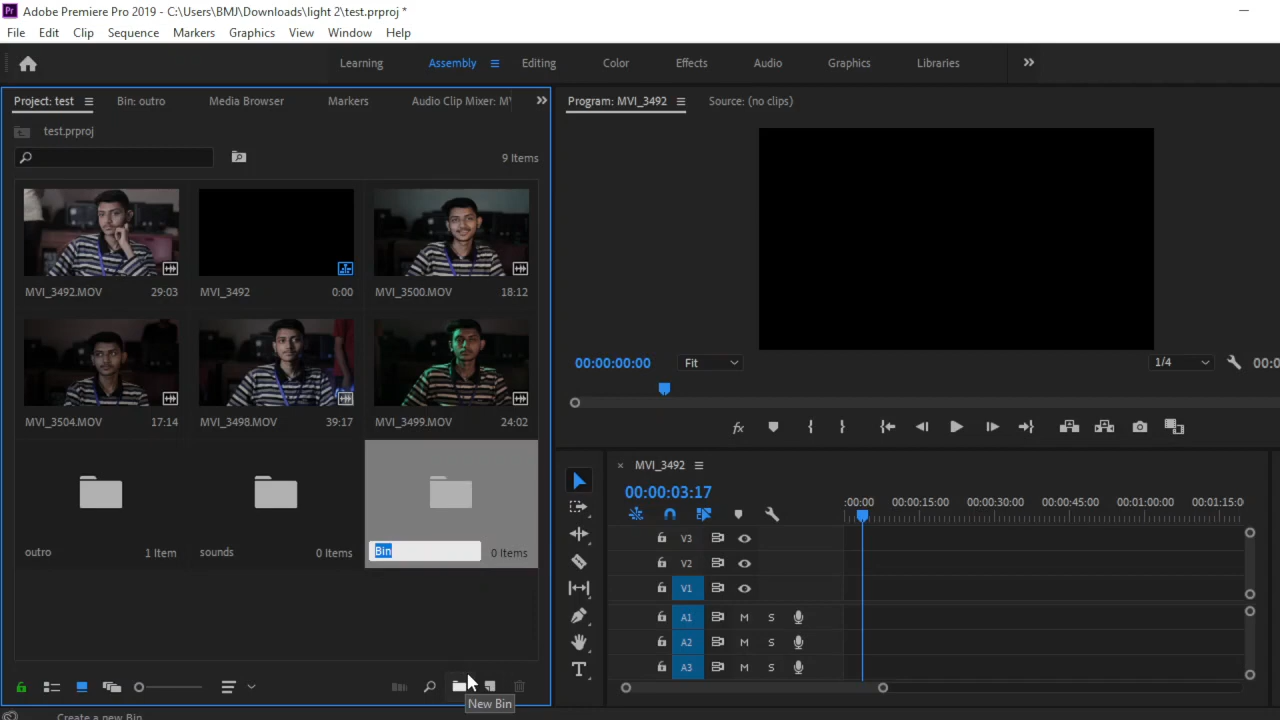 Pr Adobe Premiere Pro 2019 - C:\Users\BMJ\Downloads\light 2\test.prproj *
File Edit Clip Sequence Markers Graphics View Window Help
Learning Assembly Editing Color Effects Audio Graphics Libraries
Project: test Bin: outro Media Browser Markers Audio Clip Mixer: M
Program: MVI_3492 Source: (no clips)
test.prproj
9 Items
MVI_3492.MOV 29:03 MVI_3492 0:00 MVI_3500.MOV 18:12
MVI_3504.MOV 17:14 MVI_3498.MOV 39:17 MVI_3499.MOV 24:02
outro 1 Item sounds 0 Items Bin 0 Items
New Bin
Create a new Bin
00:00:00:00 Fit 1/4
fx
MVI_3492
00:00:03:17
:00:00 00:00:15:00 00:00:30:00 00:00:45:00 00:01:00:00 00:01:15:0
V3
V2
V1
A1 M S
A2 M S
A3 M S